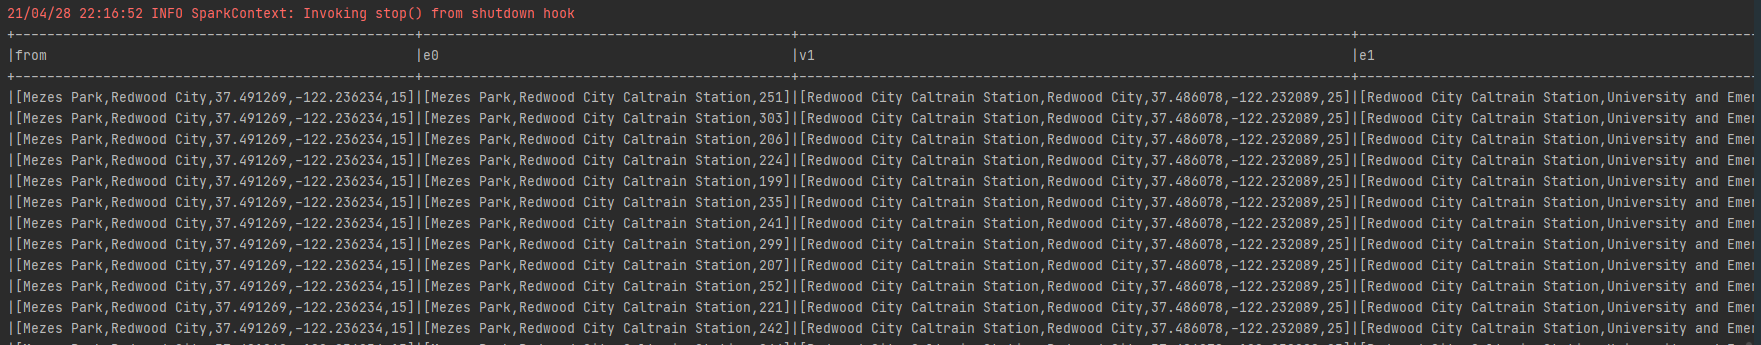 21/04/28 22:16:52 INFO SparkContext: Invoking stop() from shutdown hook
|from |e0 |v1 |e1
|[Mezes Park,Redwood City,37.491269,-122.236234,15]|[Mezes Park,Redwood City Caltrain Station,251]|[Redwood City Caltrain Station,Redwood City,37.486078,-122.232089,25]|[Redwood City Caltrain Station,University and Emer
|[Mezes Park,Redwood City,37.491269,-122.236234,15]|[Mezes Park,Redwood City Caltrain Station,303]|[Redwood City Caltrain Station,Redwood City,37.486078,-122.232089,25]|[Redwood City Caltrain Station,University and Emer
|[Mezes Park,Redwood City,37.491269,-122.236234,15]|[Mezes Park,Redwood City Caltrain Station,206]|[Redwood City Caltrain Station,Redwood City,37.486078,-122.232089,25]|[Redwood City Caltrain Station,University and Emer
|[Mezes Park,Redwood City,37.491269,-122.236234,15]|[Mezes Park,Redwood City Caltrain Station,224]|[Redwood City Caltrain Station,Redwood City,37.486078,-122.232089,25]|[Redwood City Caltrain Station,University and Emer
|[Mezes Park,Redwood City,37.491269,-122.236234,15]|[Mezes Park,Redwood City Caltrain Station,199]|[Redwood City Caltrain Station,Redwood City,37.486078,-122.232089,25]|[Redwood City Caltrain Station,University and Emer
|[Mezes Park,Redwood City,37.491269,-122.236234,15]|[Mezes Park,Redwood City Caltrain Station,235]|[Redwood City Caltrain Station,Redwood City,37.486078,-122.232089,25]|[Redwood City Caltrain Station,University and Emer
|[Mezes Park,Redwood City,37.491269,-122.236234,15]|[Mezes Park,Redwood City Caltrain Station,241]|[Redwood City Caltrain Station,Redwood City,37.486078,-122.232089,25]|[Redwood City Caltrain Station,University and Emer
|[Mezes Park,Redwood City,37.491269,-122.236234,15]|[Mezes Park,Redwood City Caltrain Station,299]|[Redwood City Caltrain Station,Redwood City,37.486078,-122.232089,25]|[Redwood City Caltrain Station,University and Emer
|[Mezes Park,Redwood City,37.491269,-122.236234,15]|[Mezes Park,Redwood City Caltrain Station,207]|[Redwood City Caltrain Station,Redwood City,37.486078,-122.232089,25]|[Redwood City Caltrain Station,University and Emer
|[Mezes Park,Redwood City,37.491269,-122.236234,15]|[Mezes Park,Redwood City Caltrain Station,252]|[Redwood City Caltrain Station,Redwood City,37.486078,-122.232089,25]|[Redwood City Caltrain Station,University and Emer
|[Mezes Park,Redwood City,37.491269,-122.236234,15]|[Mezes Park,Redwood City Caltrain Station,221]|[Redwood City Caltrain Station,Redwood City,37.486078,-122.232089,25]|[Redwood City Caltrain Station,University and Emer
|[Mezes Park,Redwood City,37.491269,-122.236234,15]|[Mezes Park,Redwood City Caltrain Station,242]|[Redwood City Caltrain Station,Redwood City,37.486078,-122.232089,25]|[Redwood City Caltrain Station,University and Emer